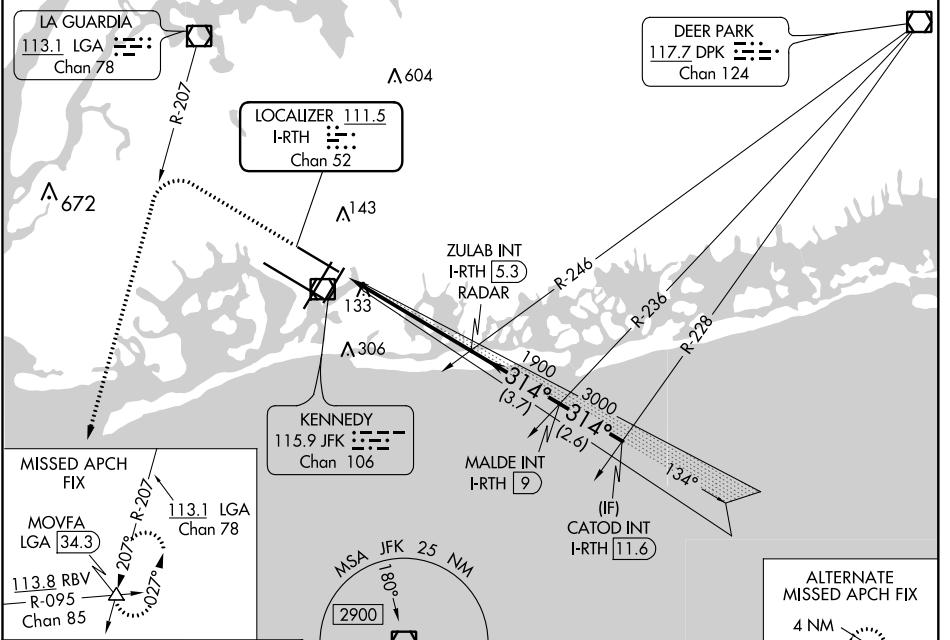 LA GUARDIA
113.1 LGA
Chan 78
DEER PARK
117.7 DPK
Chan 124
R-207
604
LOCALIZER 111.5
I-RTH
Chan 52
672
143
ZULAB INT
I-RTH 5.3
RADAR
R-246
R-236
R-228
133
306
1900
3000
314°
(3.7)
314°
(2.6)
134°
KENNEDY
115.9 JFK
Chan 106
MALDE INT
I-RTH 9
(IF)
CATOD INT
I-RTH 11.6
MISSED APCH
FIX
R-207
113.1 LGA
Chan 78
MOVFA
LGA 34.3
207°
027°
113.8 RBV
R-095
Chan 85
MSA JFK 25 NM
180°
2900
ALTERNATE
MISSED APCH FIX
4 NM